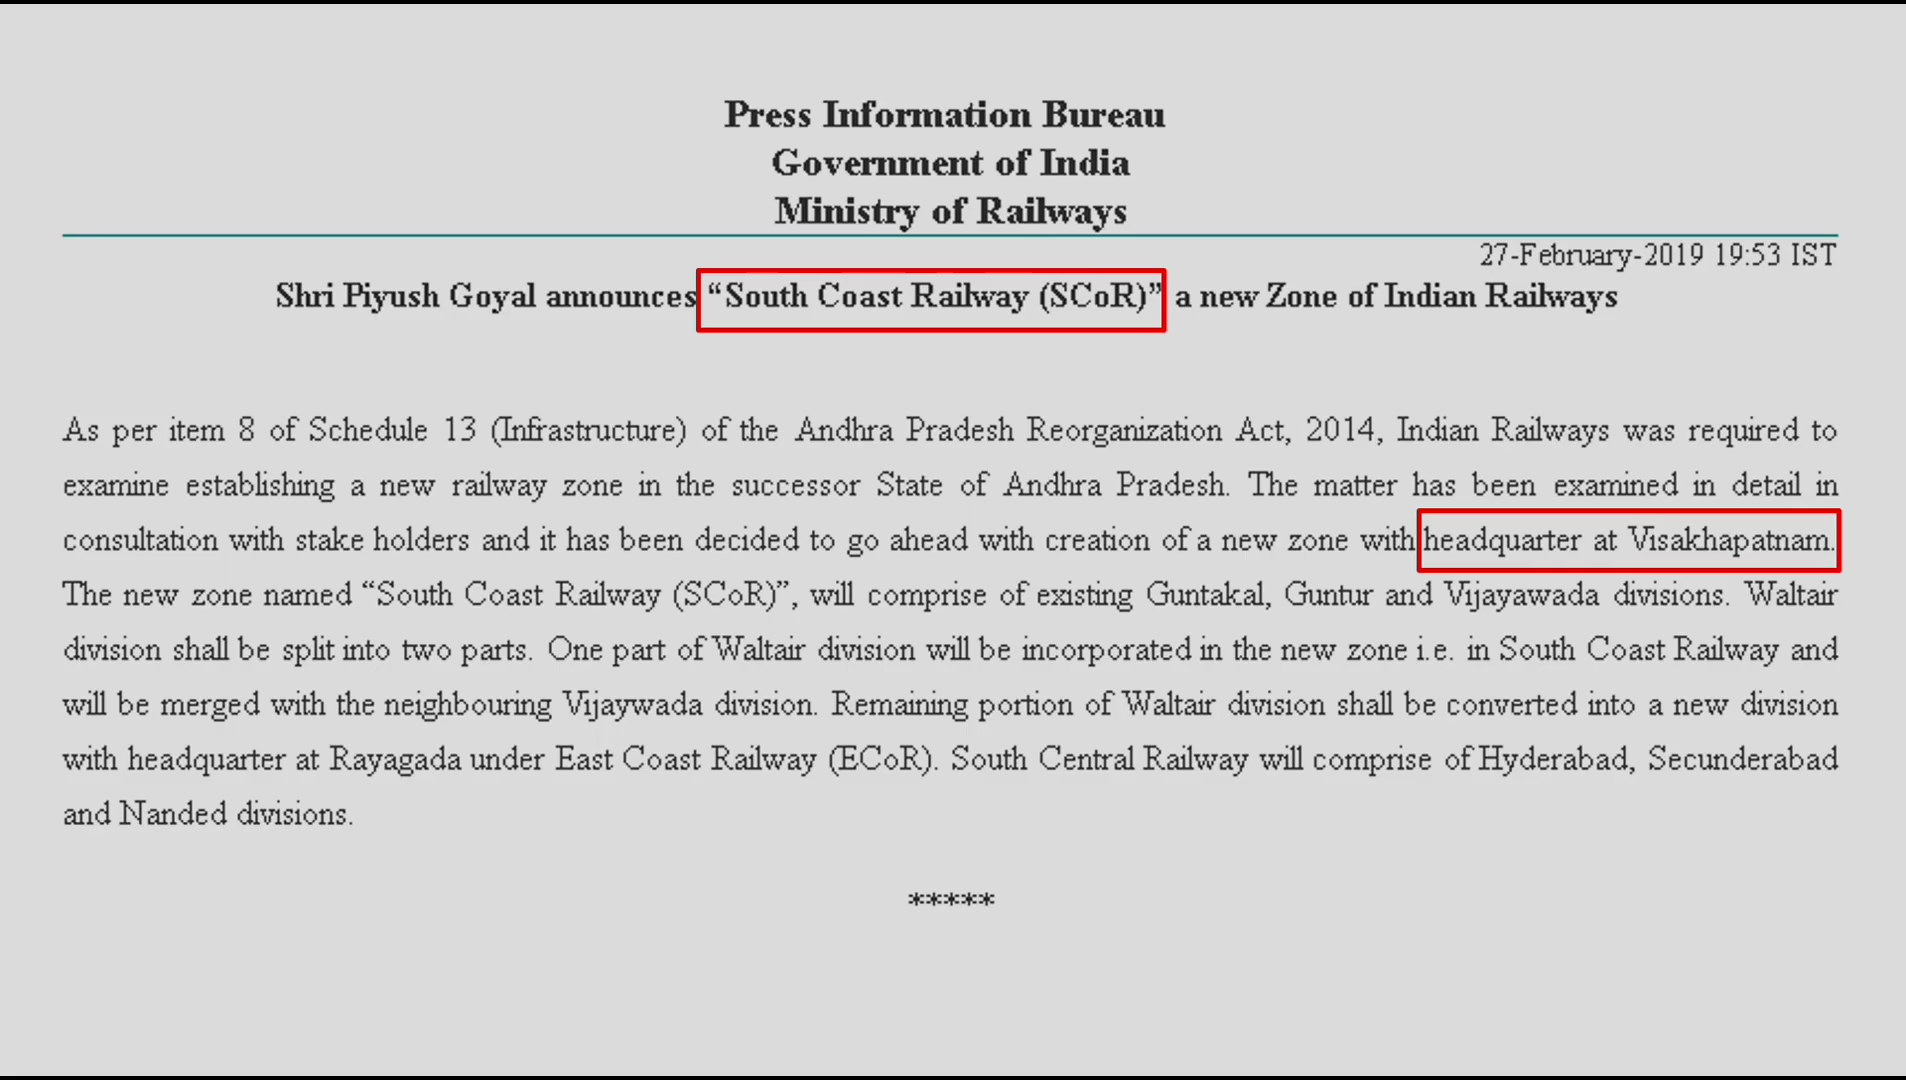 Press Information Bureau
Government of India
Ministry of Railways
27-February-2019 19:53 IST
Shri Piyush Goyal announces “South Coast Railway (SCoR)” a new Zone of Indian Railways
As per item 8 of Schedule 13 (Infrastructure) of the Andhra Pradesh Reorganization Act, 2014, Indian Railways was required to
examine establishing a new railway zone in the successor State of Andhra Pradesh. The matter has been examined in detail in
consultation with stake holders and it has been decided to go ahead with creation of a new zone with headquarter at Visakhapatnam.
The new zone named “South Coast Railway (SCoR)”, will comprise of existing Guntakal, Guntur and Vijayawada divisions. Waltair
division shall be split into two parts. One part of Waltair division will be incorporated in the new zone i.e. in South Coast Railway and
will be merged with the neighbouring Vijaywada division. Remaining portion of Waltair division shall be converted into a new division
with headquarter at Rayagada under East Coast Railway (ECoR). South Central Railway will comprise of Hyderabad, Secunderabad
and Nanded divisions.
*****